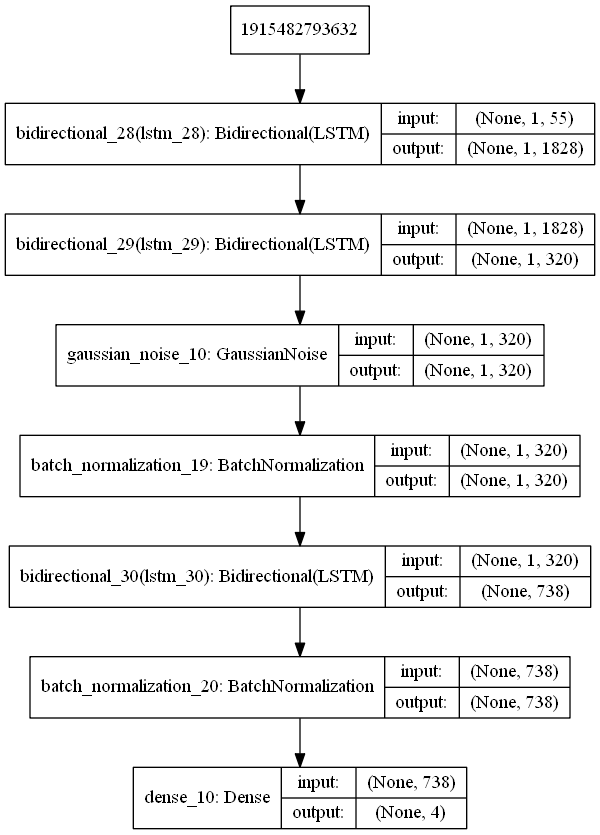 1915482793632
bidirectional_28(lstm_28): Bidirectional(LSTM)
input: (None, 1, 55)
output: (None, 1, 1828)
bidirectional_29(lstm_29): Bidirectional(LSTM)
input: (None, 1, 1828)
output: (None, 1, 320)
gaussian_noise_10: GaussianNoise
input: (None, 1, 320)
output: (None, 1, 320)
batch_normalization_19: BatchNormalization
input: (None, 1, 320)
output: (None, 1, 320)
bidirectional_30(lstm_30): Bidirectional(LSTM)
input: (None, 1, 320)
output: (None, 738)
batch_normalization_20: BatchNormalization
input: (None, 738)
output: (None, 738)
dense_10: Dense
input: (None, 738)
output: (None, 4)